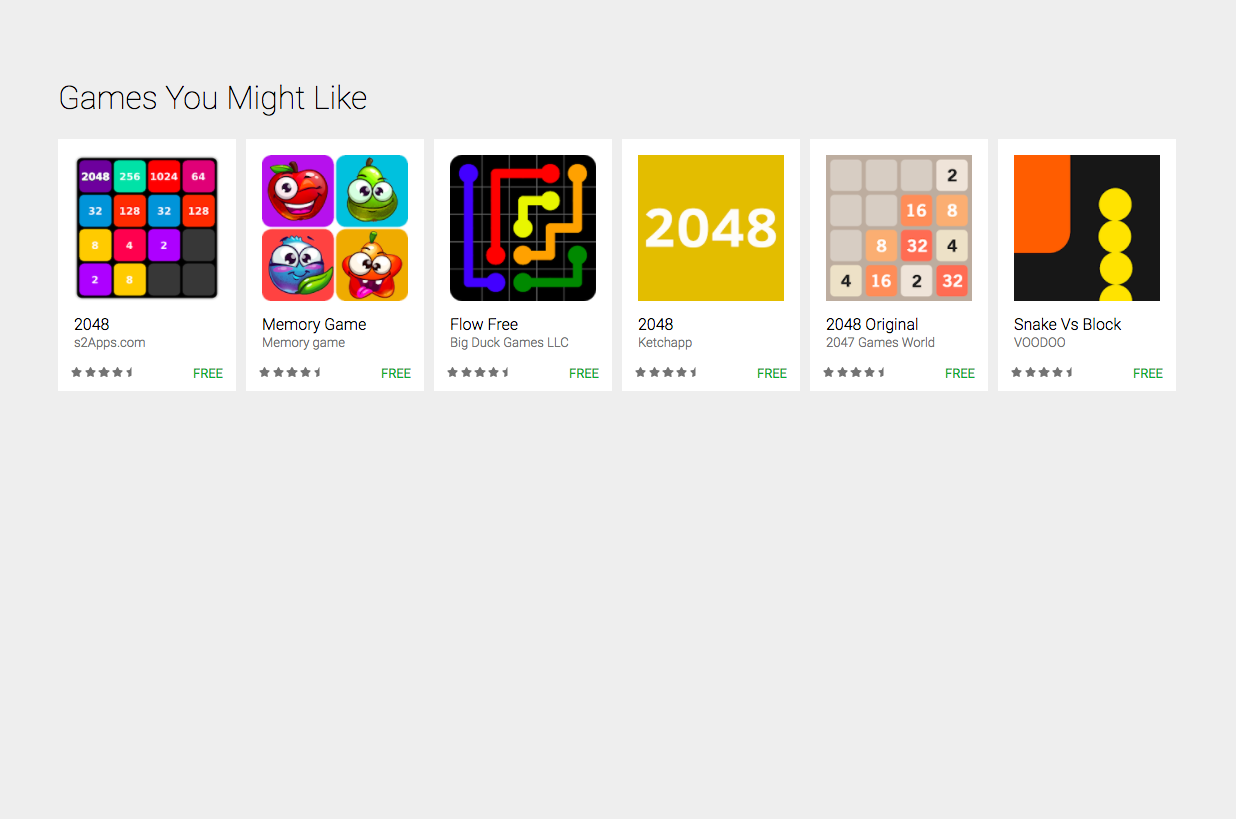 Games You Might Like
2048 256 1024 64
32 128 32 128
8 4 2
2 8
2048
s2Apps.com
FREE
Memory Game
Memory game
FREE
Flow Free
Big Duck Games LLC
FREE
2048
2048
Ketchapp
FREE
2
16 8
8 32 4
4 16 2 32
2048 Original
2047 Games World
FREE
Snake Vs Block
VOODOO
FREE